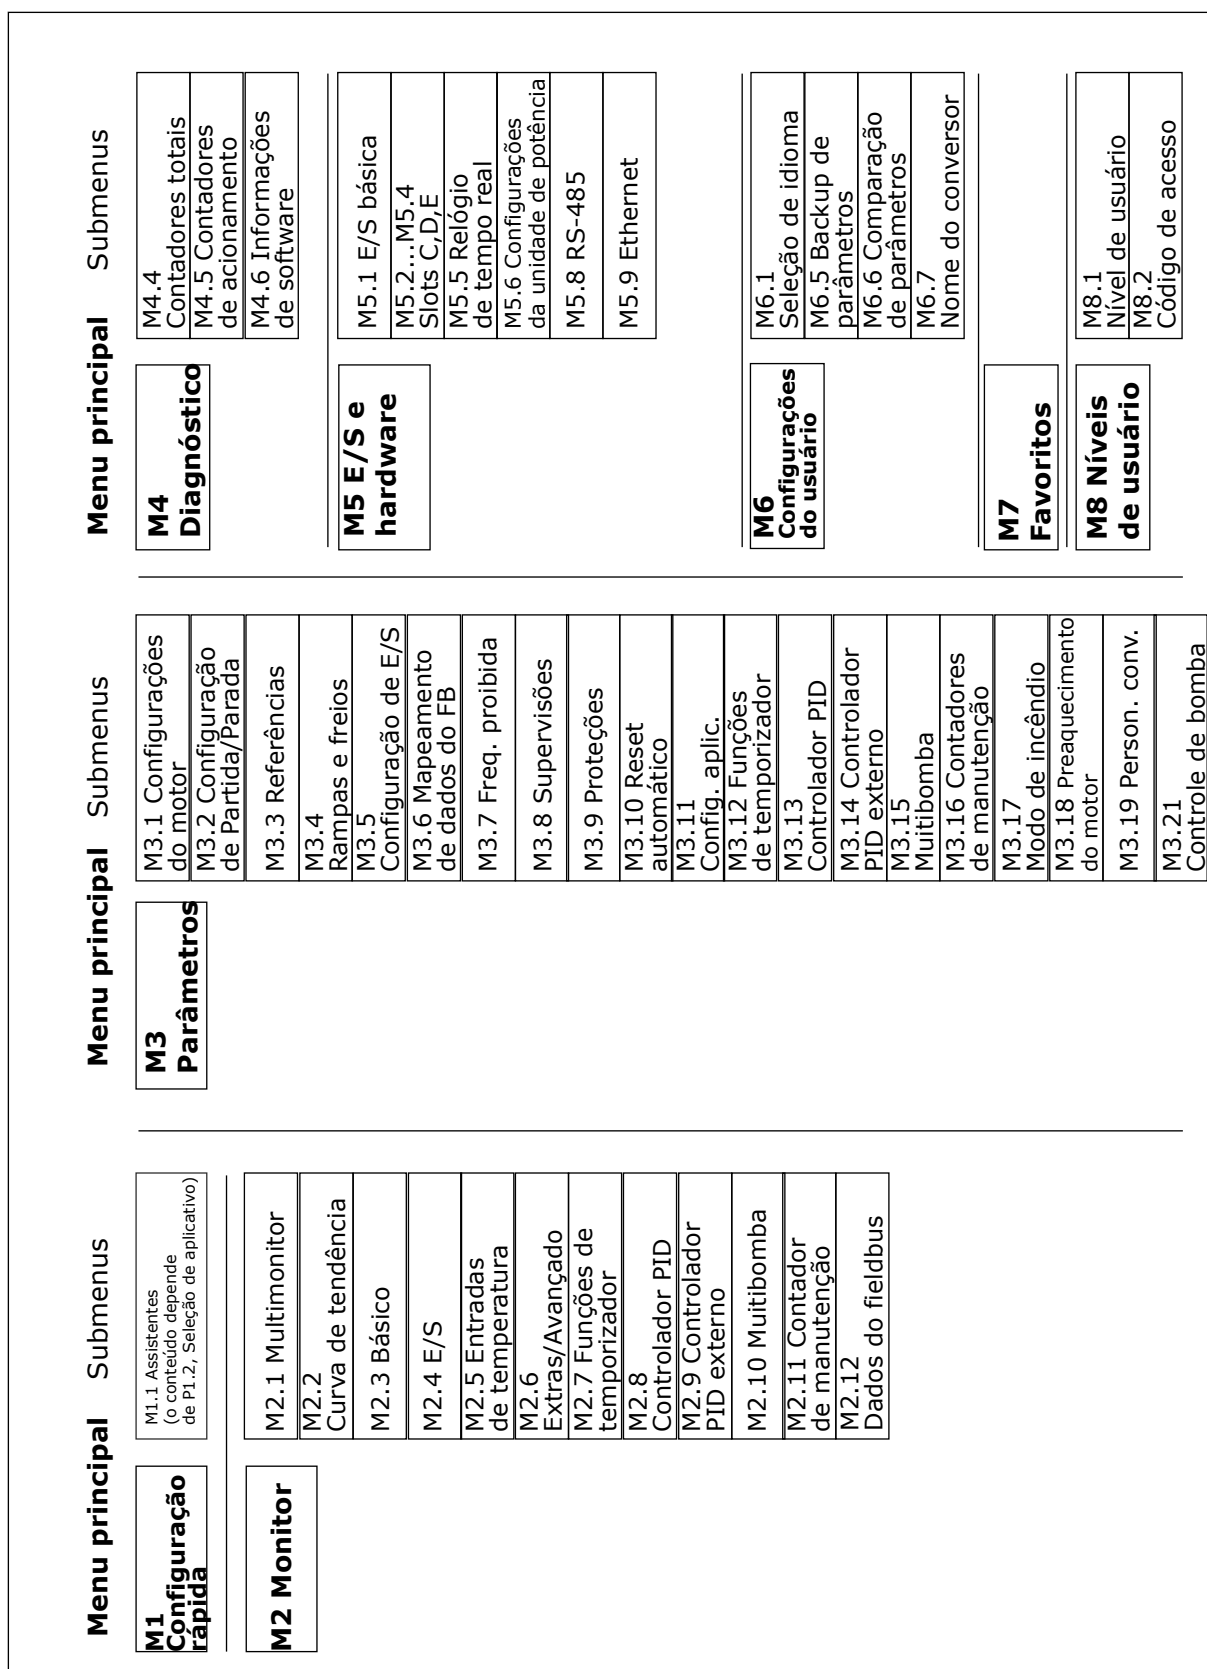 Menu principal
Submenus
M1
Configuração
rápida
M1.1 Assistentes
(o conteúdo depende
de P1.2, Seleção de aplicativo)
M2 Monitor
M2.1 Multimonitor
M2.2
Curva de tendência
M2.3 Básico
M2.4 E/S
M2.5 Entradas
de temperatura
M2.6
Extras/Avançado
M2.7 Funções de
temporizador
M2.8
Controlador PID
M2.9 Controlador
PID externo
M2.10 Muitibomba
M2.11 Contador
de manutenção
M2.12
Dados do fieldbus
Menu principal
Submenus
M3
Parâmetros
M3.1 Configurações
do motor
M3.2 Configuração
de Partida/Parada
M3.3 Referências
M3.4
Rampas e freios
M3.5
Configuração de E/S
M3.6 Mapeamento
de dados do FB
M3.7 Freq. proibida
M3.8 Supervisões
M3.9 Proteções
M3.10 Reset
automático
M3.11
Config. aplic.
M3.12 Funções
de temporizador
M3.13
Controlador PID
M3.14 Controlador
PID externo
M3.15
Muitibomba
M3.16 Contadores
de manutenção
M3.17
Modo de incêndio
M3.18 Preaquecimento
do motor
M3.19 Person. conv.
M3.21
Controle de bomba
Menu principal
Submenus
M4
Diagnóstico
M4.4
Contadores totais
M4.5 Contadores
de acionamento
M4.6 Informações
de software
M5 E/S e
hardware
M5.1 E/S básica
M5.2...M5.4
Slots C,D,E
M5.5 Relógio
de tempo real
M5.6 Configurações
da unidade de potência
M5.8 RS-485
M5.9 Ethernet
M6
Configurações
do usuário
M6.1
Seleção de idioma
M6.5 Backup de
parâmetros
M6.6 Comparação
de parâmetros
M6.7
Nome do conversor
M7
Favoritos
M8 Níveis
de usuário
M8.1
Nível de usuário
M8.2
Código de acesso